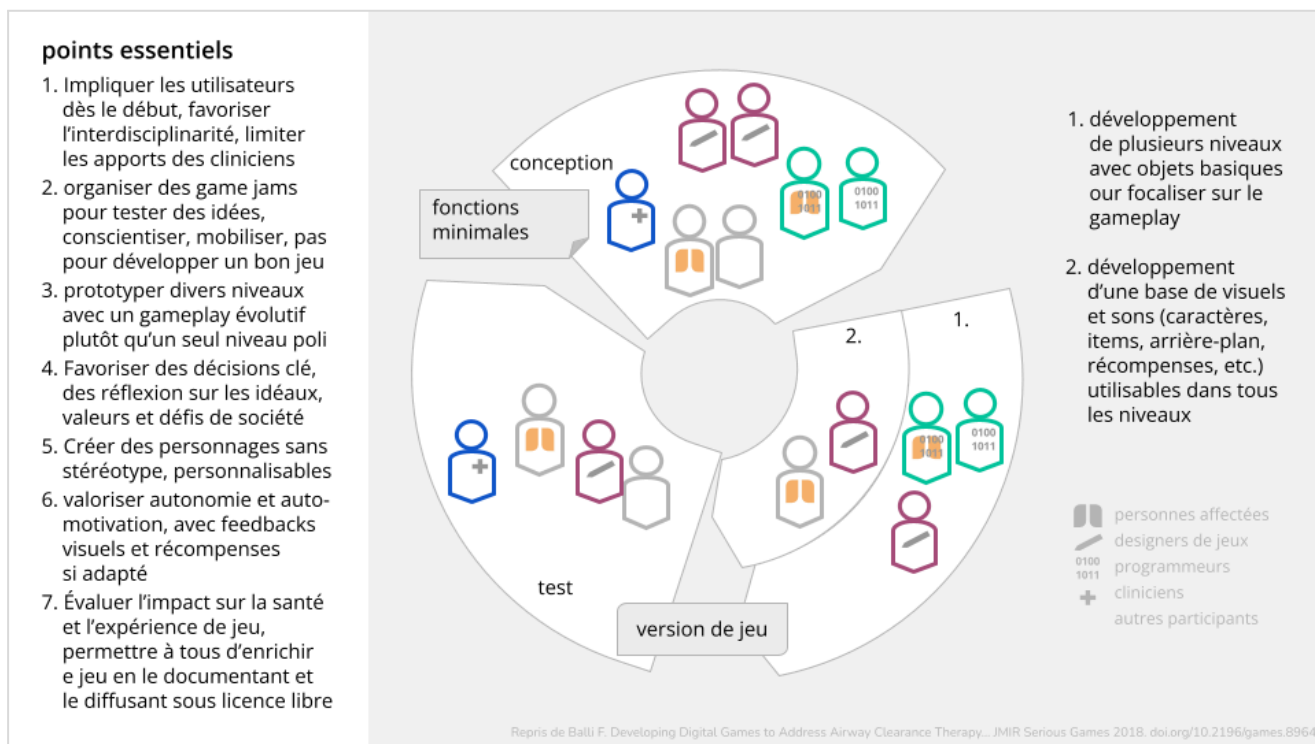 points essentiels
1. Impliquer les utilisateurs
dès le début, favoriser
l'interdisciplinarité, limiter
les apports des cliniciens
2. organiser des game jams
pour tester des idées,
conscientiser, mobiliser, pas
pour développer un bon jeu
3. prototyper divers niveaux
avec un gameplay évolutif
plutôt qu'un seul niveau poli
4. Favoriser des décisions clé,
des réflexion sur les idéaux,
valeurs et défis de société
5. Créer des personnages sans
stéréotype, personnalisables
6. valoriser autonomie et auto-
motivation, avec feedbacks
visuels et récompenses
si adapté
7. Évaluer l'impact sur la santé
et l'expérience de jeu,
permettre à tous d'enrichir
e jeu en le documentant et
le diffusant sous licence libre
conception
fonctions
minimales
0100
1011
0100
1011
2.
1.
0100
1011
0100
1011
test
version de jeu
1. développement
de plusieurs niveaux
avec objets basiques
our focaliser sur le
gameplay
2. développement
d'une base de visuels
et sons (caractères,
items, arrière-plan,
récompenses, etc.)
utilisables dans tous
les niveaux
personnes affectées
designers de jeux
0100
1011 programmeurs
cliniciens
autres participants
Repris de Balli F. Developing Digital Games to Address Airway Clearance Therapy... JMIR Serious Games 2018. doi.org/10.2196/games.896